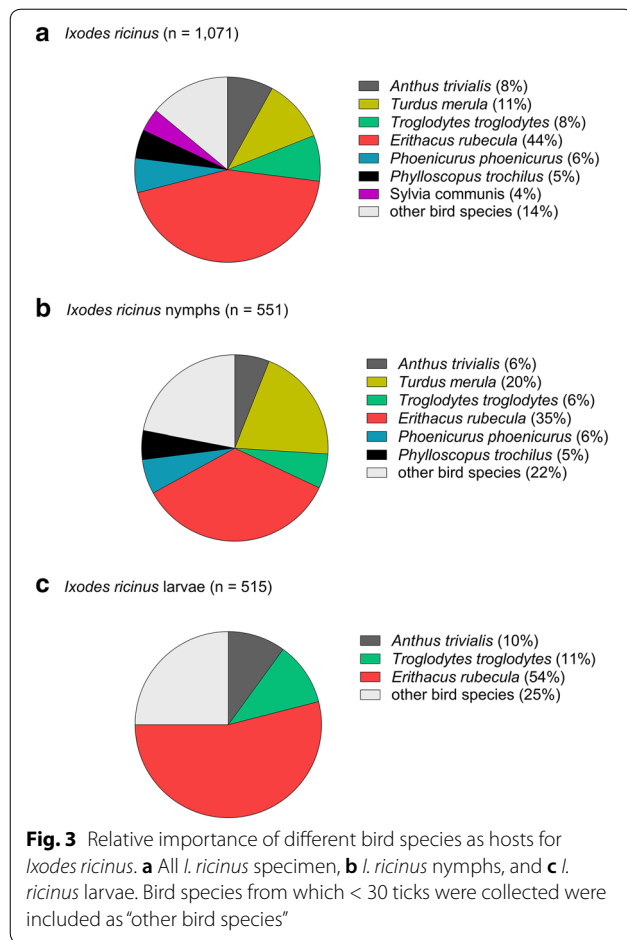 a Ixodes ricinus (n = 1,071)
Anthus trivialis (8%)
Turdus merula (11%)
Troglodytes troglodytes (8%)
Erithacus rubecula (44%)
Phoenicurus phoenicurus (6%)
Phylloscopus trochilus (5%)
Sylvia communis (4%)
other bird species (14%)
b Ixodes ricinus nymphs (n = 551)
Anthus trivialis (6%)
Turdus merula (20%)
Troglodytes troglodytes (6%)
Erithacus rubecula (35%)
Phoenicurus phoenicurus (6%)
Phylloscopus trochilus (5%)
other bird species (22%)
c Ixodes ricinus larvae (n = 515)
Anthus trivialis (10%)
Troglodytes troglodytes (11%)
Erithacus rubecula (54%)
other bird species (25%)
Fig. 3 Relative importance of different bird species as hosts for
Ixodes ricinus. a All I. ricinus specimen, b I. ricinus nymphs, and c I.
ricinus larvae. Bird species from which < 30 ticks were collected were
included as “other bird species”